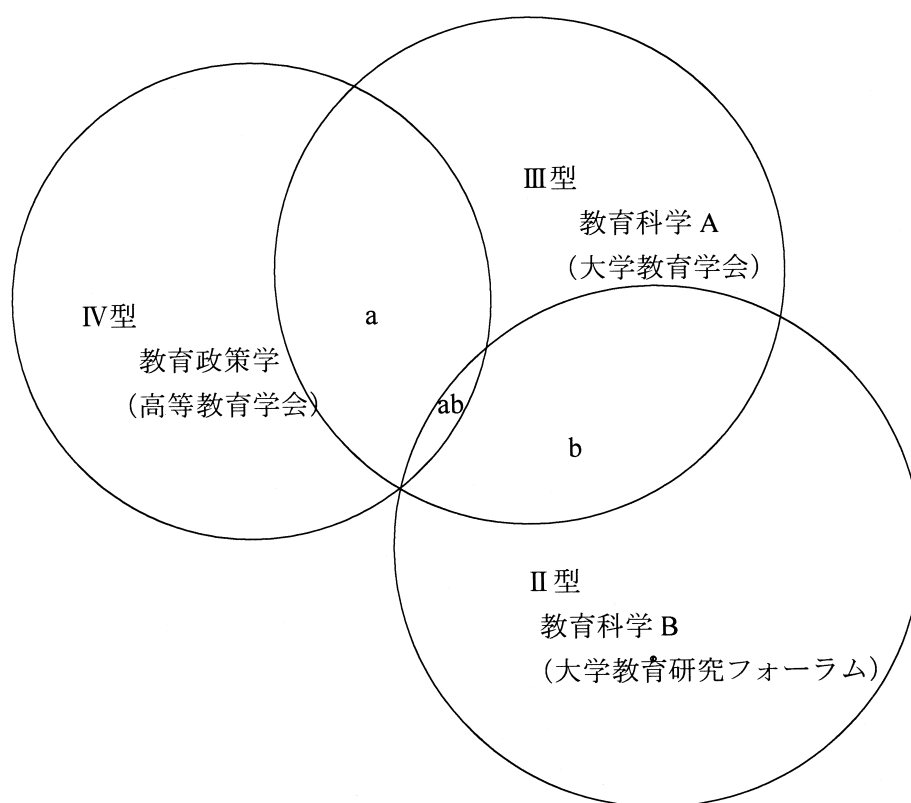 Ⅲ型
教育科学 A
（大学教育学会）
Ⅳ型
a
教育政策学
（高等教育学会）
ab
b
Ⅱ型
教育科学 B
（大学教育研究フォーラム）